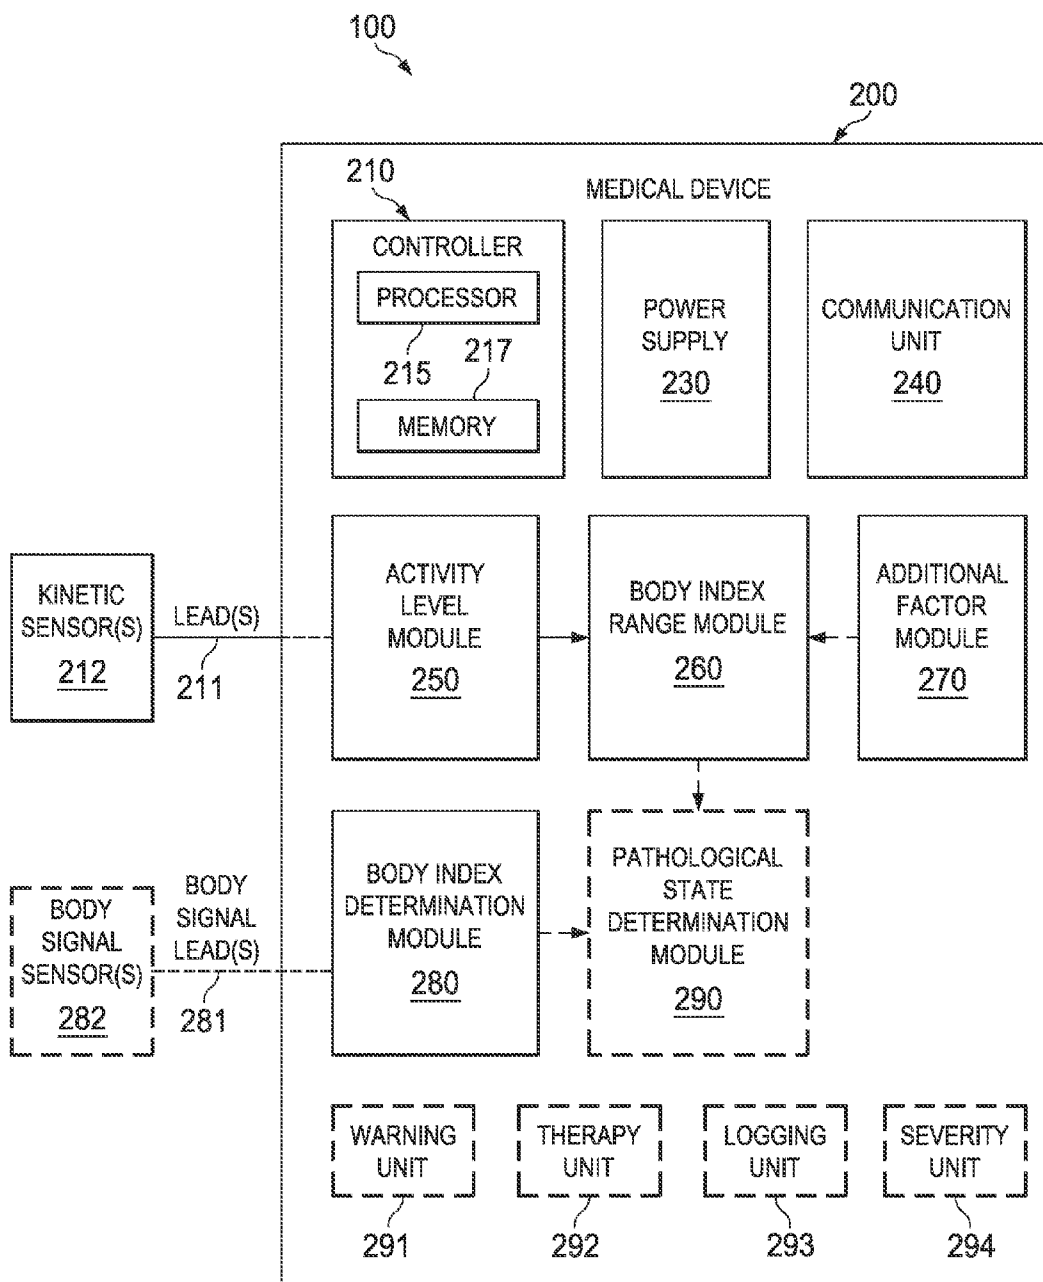 100
200
MEDICAL DEVICE
210
CONTROLLER
PROCESSOR
215
217
MEMORY
POWER
SUPPLY
230
COMMUNICATION
UNIT
240
KINETIC
SENSOR(S)
212
LEAD(S)
211
ACTIVITY
LEVEL
MODULE
250
BODY INDEX
RANGE MODULE
260
ADDITIONAL
FACTOR
MODULE
270
BODY
SIGNAL
SENSOR(S)
282
BODY
SIGNAL
LEAD(S)
281
BODY INDEX
DETERMINATION
MODULE
280
PATHOLOGICAL
STATE
DETERMINATION
MODULE
290
WARNING
UNIT
291
THERAPY
UNIT
292
LOGGING
UNIT
293
SEVERITY
UNIT
294